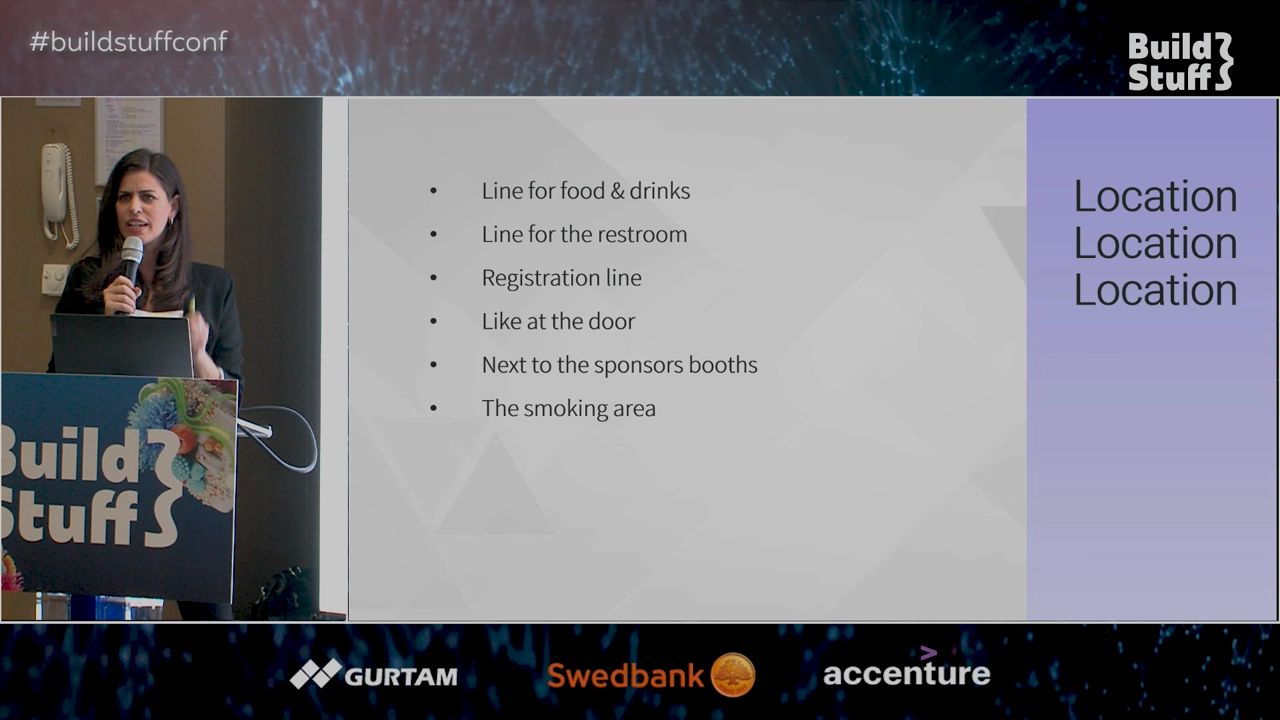 #buildstuffconf
Build
Stuff
Line for food & drinks
Line for the restroom
Registration line
Like at the door
Next to the sponsors booths
The smoking area
Location
Location
Location
Build
Stuff
GURTAM
Swedbank
accenture